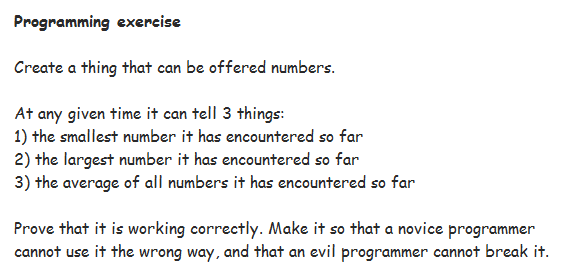 Programming exercise
Create a thing that can be offered numbers.
At any given time it can tell 3 things:
1) the smallest number it has encountered so far
2) the largest number it has encountered so far
3) the average of all numbers it has encountered so far
Prove that it is working correctly. Make it so that a novice programmer
cannot use it the wrong way, and that an evil programmer cannot break it.